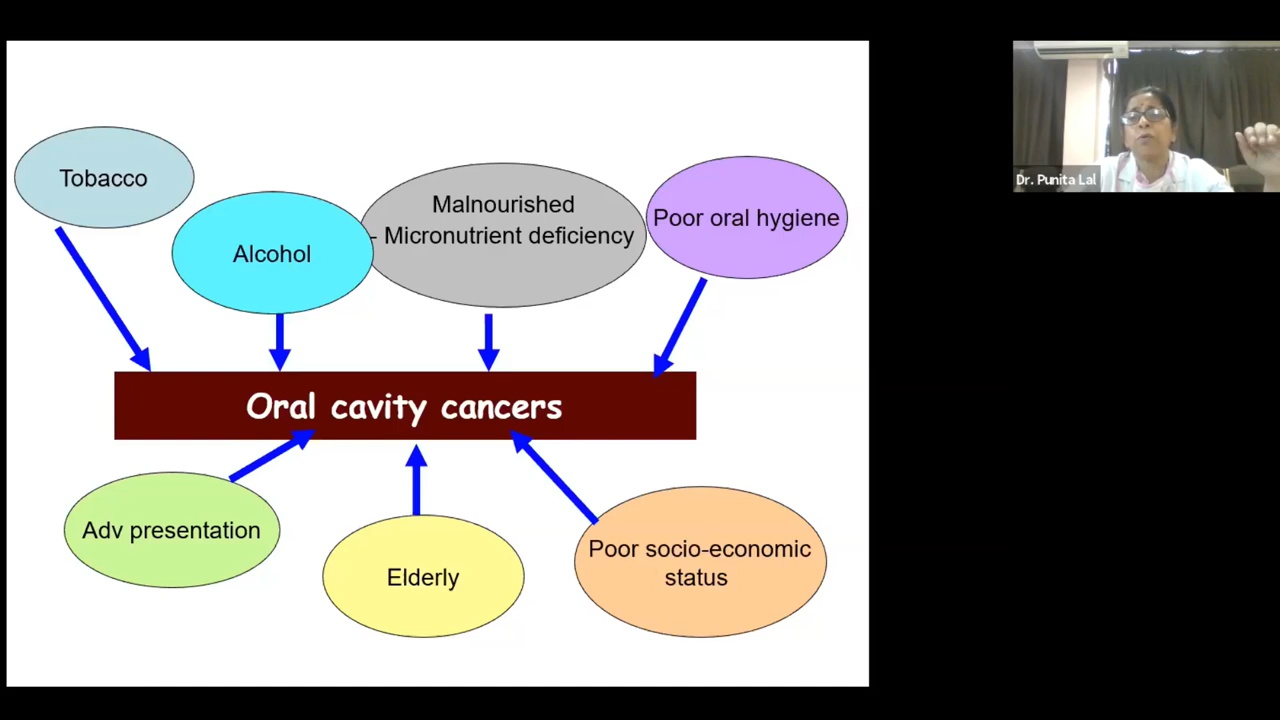 Tobacco
Alcohol
Malnourished
- Micronutrient deficiency
Poor oral hygiene
Dr. Punita Lal
Oral cavity cancers
Adv presentation
Elderly
Poor socio-economic
status